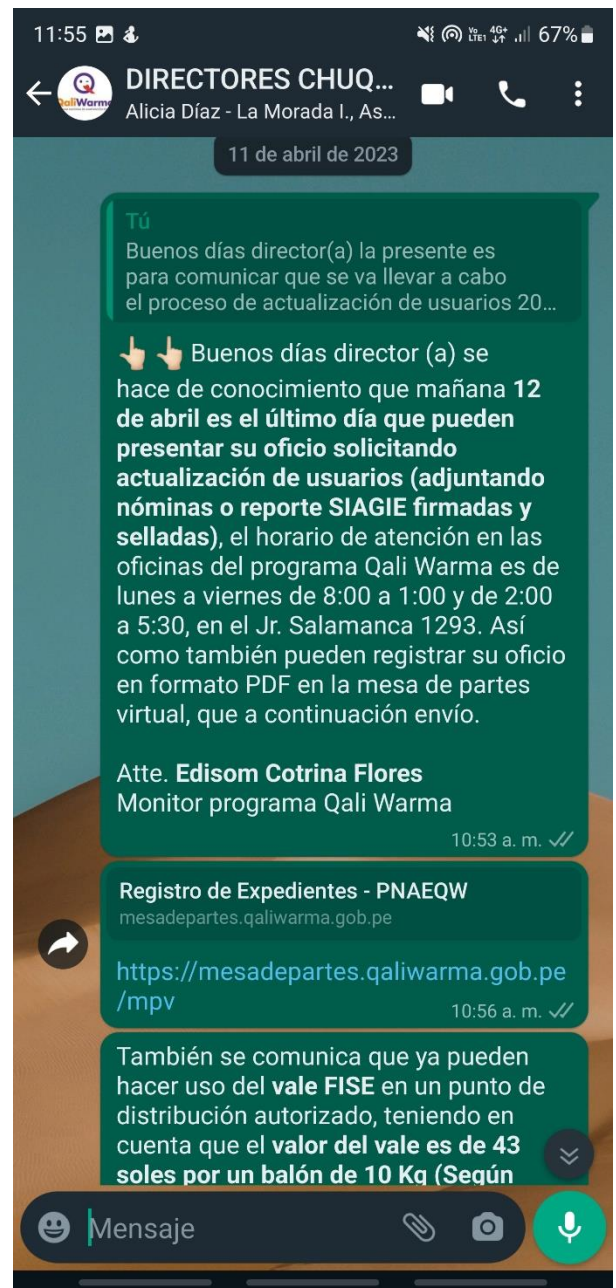 11:55
Vo LTE1 4G+ 67%
QaliWarma
DIRECTORES CHUQ...
Alicia Díaz - La Morada I., As...
11 de abril de 2023
Tú
Buenos días director(a) la presente es
para comunicar que se va llevar a cabo
el proceso de actualización de usuarios 20...
👆🏻 👆🏻 Buenos días director (a) se
hace de conocimiento que mañana 12
de abril es el último día que pueden
presentar su oficio solicitando
actualización de usuarios (adjuntando
nóminas o reporte SIAGIE firmadas y
selladas), el horario de atención en las
oficinas del programa Qali Warma es de
lunes a viernes de 8:00 a 1:00 y de 2:00
a 5:30, en el Jr. Salamanca 1293. Así
como también pueden registrar su oficio
en formato PDF en la mesa de partes
virtual, que a continuación envío.
Atte. Edisom Cotrina Flores
Monitor programa Qali Warma
10:53 a. m.
Registro de Expedientes - PNAEQW
mesadepartes.qaliwarma.gob.pe
https://mesadepartes.qaliwarma.gob.pe
/mpv
10:56 a. m.
También se comunica que ya pueden
hacer uso del vale FISE en un punto de
distribución autorizado, teniendo en
cuenta que el valor del vale es de 43
soles por un balón de 10 Kg (Según
Mensaje